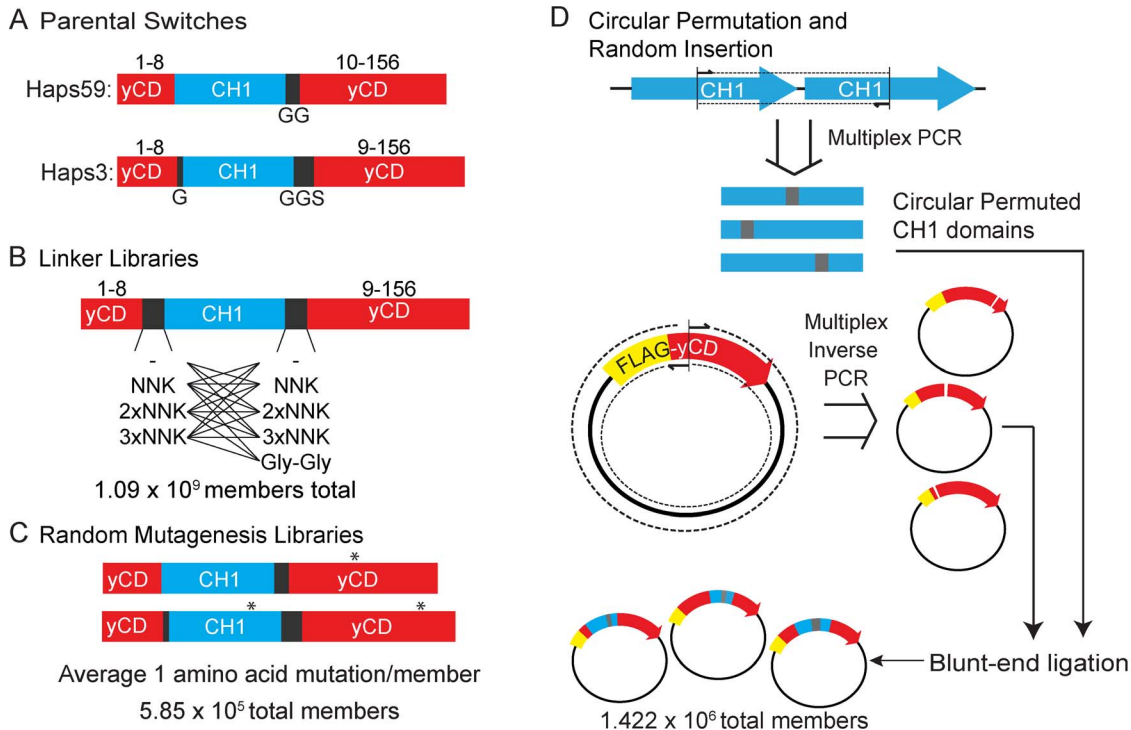 A Parental Switches
1-8 10-156
Haps59: yCD CH1 yCD
GG
1-8 9-156
Haps3: yCD CH1 yCD
G GGS
B Linker Libraries
1-8 9-156
yCD CH1 yCD
- -
NNK NNK
2xNNK 2xNNK
3xNNK 3xNNK
Gly-Gly
1.09 x 10⁹ members total
C Random Mutagenesis Libraries
*
yCD CH1 yCD
* *
yCD CH1 yCD
Average 1 amino acid mutation/member
5.85 x 10⁵ total members
D Circular Permutation and
Random Insertion
CH1 CH1
Multiplex PCR
Circular Permuted
CH1 domains
FLAG-yCD
Multiplex
Inverse
PCR
Blunt-end ligation
1.422 x 10⁶ total members